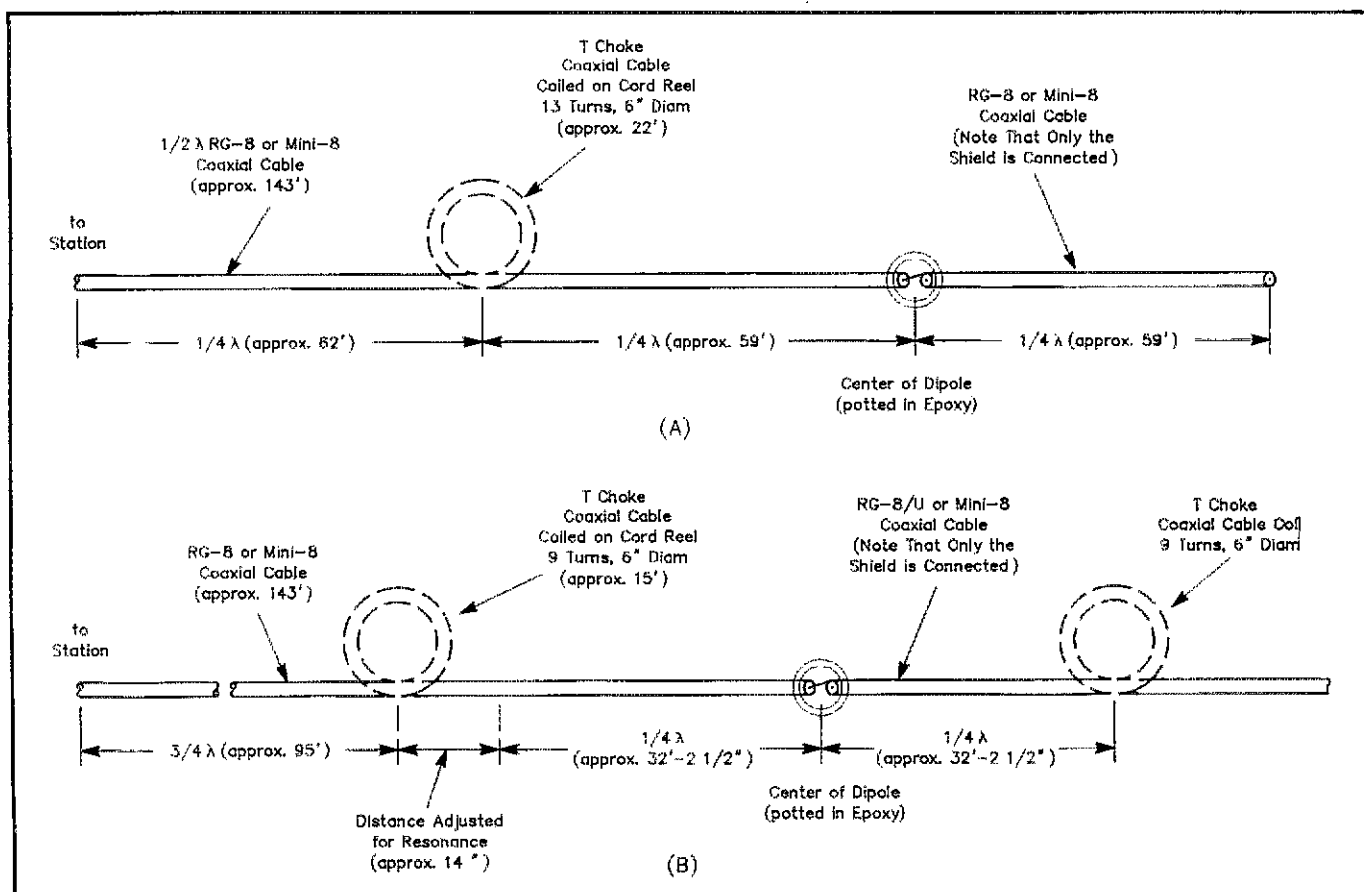 T Choke
Coaxial Cable
Coiled on Cord Reel
13 Turns, 6" Diam
(approx. 22')
RG-8 or Mini-8
Coaxial Cable
(Note That Only the
Shield is Connected)
1/2 λ RG-8 or Mini-8
Coaxial Cable
(approx. 143')
to
Station
1/4 λ (approx. 62')
1/4 λ (approx. 59')
1/4 λ (approx. 59')
Center of Dipole
(potted in Epoxy)
(A)
T Choke
Coaxial Cable
Coiled on Cord Reel
9 Turns, 6" Diam
(approx. 15')
RG-8/U or Mini-8
Coaxial Cable
(Note That Only the
Shield is Connected)
T Choke
Coaxial Cable Coil
9 Turns, 6" Diam
RG-8 or Mini-8
Coaxial Cable
(approx. 143')
to
Station
3/4 λ (approx. 95')
1/4 λ
(approx. 32'-2 1/2")
1/4 λ
(approx. 32'-2 1/2")
Center of Dipole
(potted in Epoxy)
Distance Adjusted
for Resonance
(approx. 14 ")
(B)